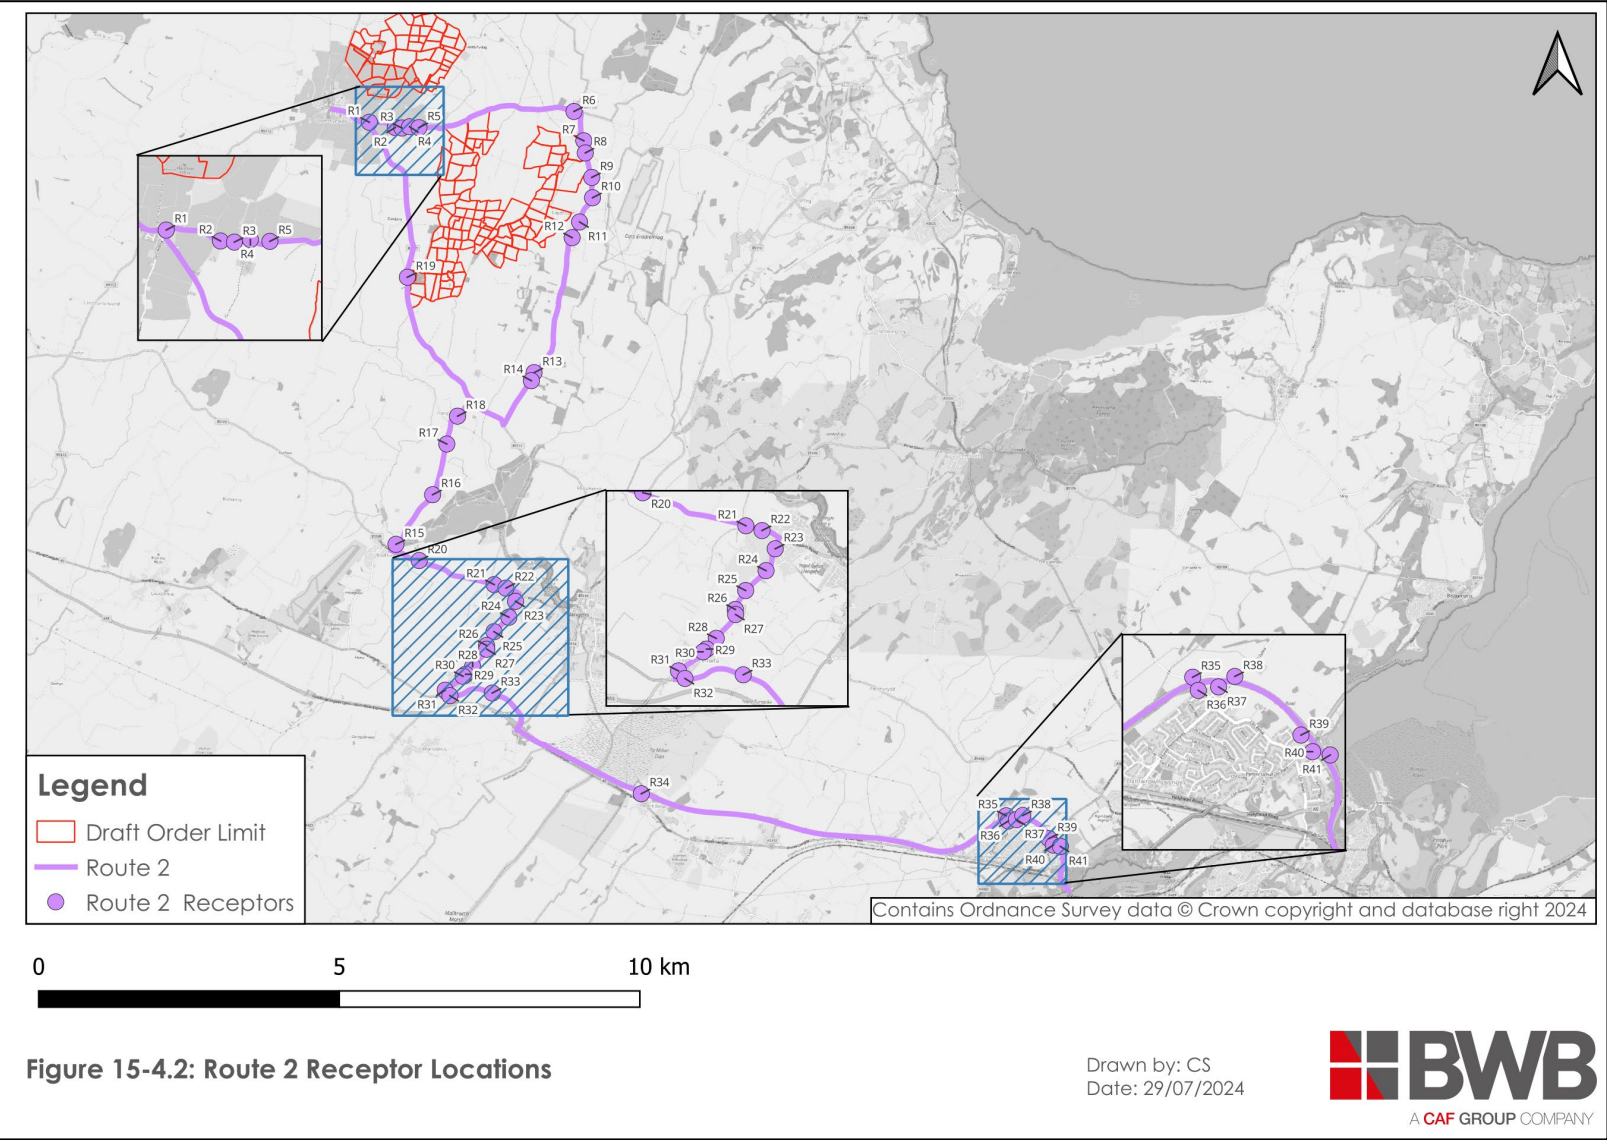 R1
R3
R5
R2
R4
R6
R7
R8
R9
R10
R12
R11
R1
R2
R3
R5
R4
R19
R13
R14
R18
R17
R16
R15
R20
R21
R22
R24
R23
R26
R25
R28
R27
R30
R29
R33
R31
R32
R20
R21
R22
R23
R24
R25
R26
R27
R28
R29
R30
R31
R33
R32
R34
R35
R38
R36
R37
R39
R40
R41
R35
R38
R36
R37
R39
R40
R41
Legend
Draft Order Limit
Route 2
Route 2 Receptors
Contains Ordnance Survey data © Crown copyright and database right 2024
0
5
10 km
Figure 15-4.2: Route 2 Receptor Locations
Drawn by: CS
Date: 29/07/2024
BWB
A CAF GROUP COMPANY